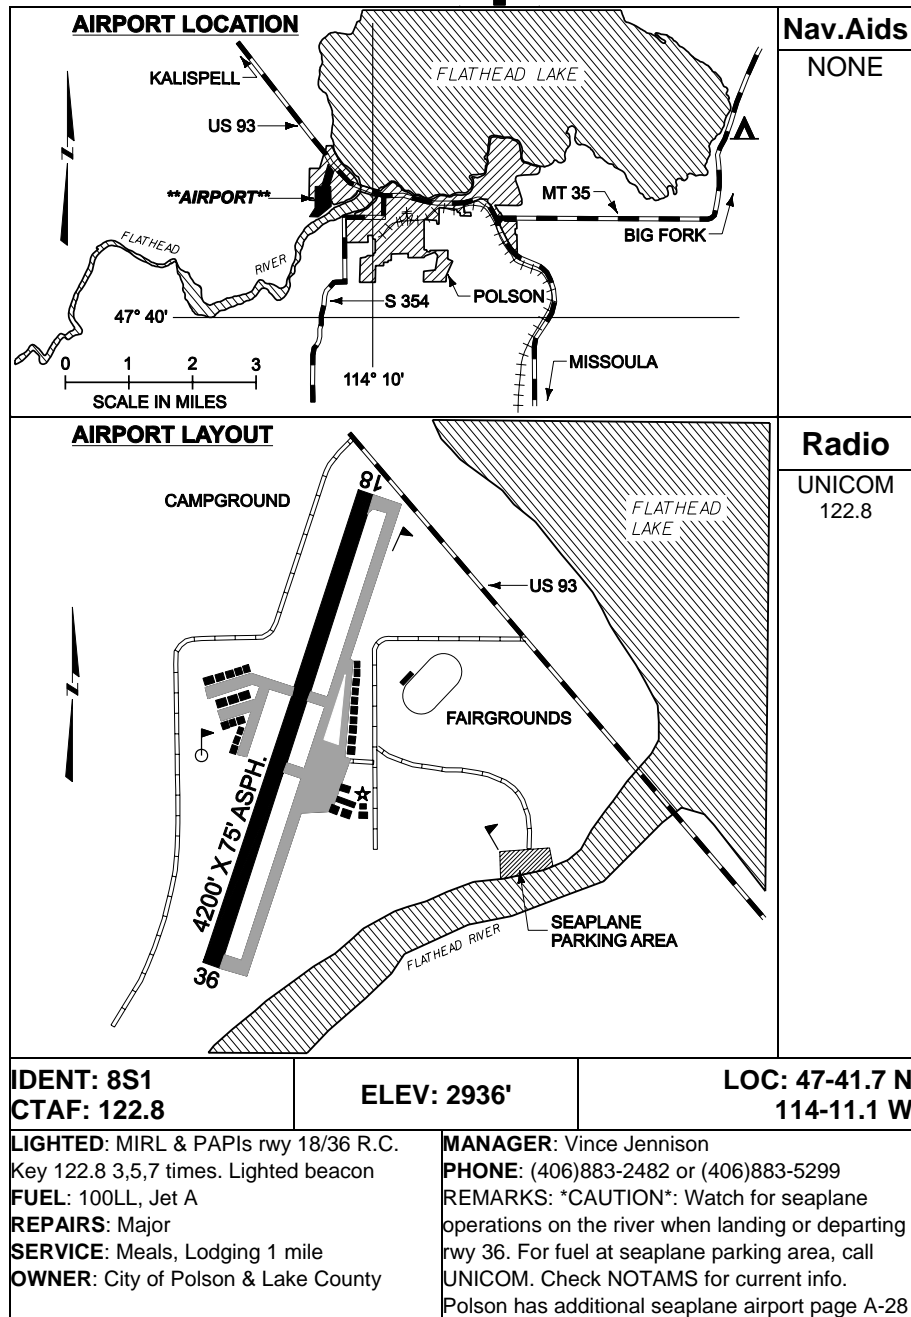 AIRPORT LOCATION
Nav.Aids
NONE
KALISPELL
FLATHEAD LAKE
US 93
N
**AIRPORT**
MT 35
BIG FORK
FLATHEAD
RIVER
POLSON
S 354
47° 40'
MISSOULA
0 1 2 3
114° 10'
SCALE IN MILES
AIRPORT LAYOUT
Radio
UNICOM
122.8
18
CAMPGROUND
FLATHEAD
LAKE
US 93
N
FAIRGROUNDS
4200' X 75' ASPH.
SEAPLANE
PARKING AREA
FLATHEAD RIVER
36
IDENT: 8S1
CTAF: 122.8
ELEV: 2936'
LOC: 47-41.7 N
114-11.1 W
LIGHTED: MIRL & PAPIs rwy 18/36 R.C.
Key 122.8 3,5,7 times. Lighted beacon
FUEL: 100LL, Jet A
REPAIRS: Major
SERVICE: Meals, Lodging 1 mile
OWNER: City of Polson & Lake County
MANAGER: Vince Jennison
PHONE: (406)883-2482 or (406)883-5299
REMARKS: *CAUTION*: Watch for seaplane
operations on the river when landing or departing
rwy 36. For fuel at seaplane parking area, call
UNICOM. Check NOTAMS for current info.
Polson has additional seaplane airport page A-28